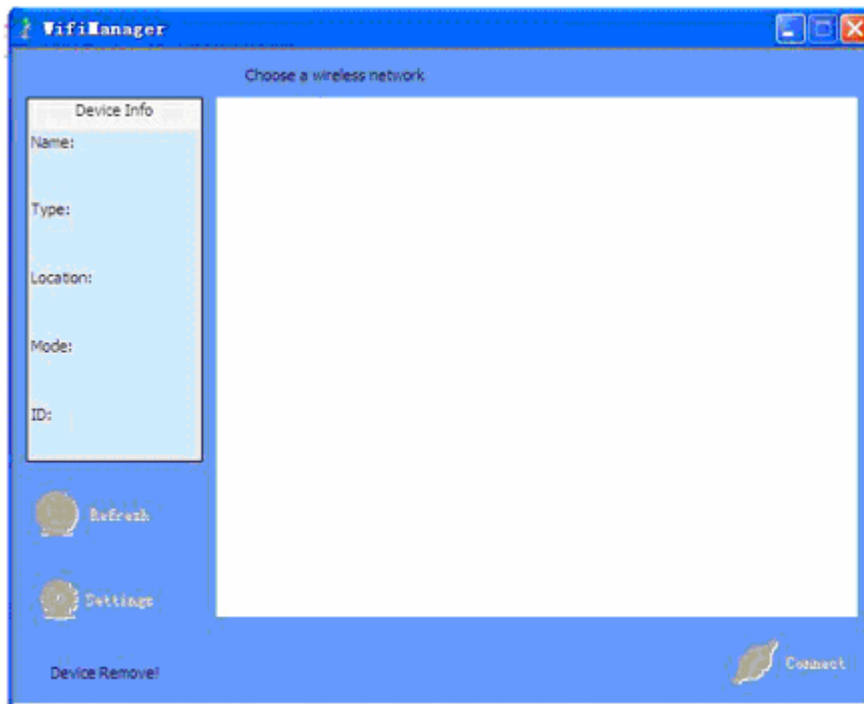 WifiManager
Choose a wireless network
Device Info
Name:
Type:
Location:
Mode:
ID:
Refresh
Settings
Device Remove!
Connect